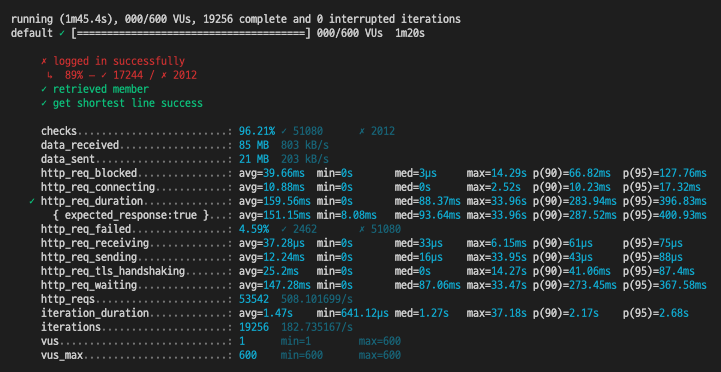 running (1m45.4s), 000/600 VUs, 19256 complete and 0 interrupted iterations
default ✓ [======================================] 000/600 VUs  1m20s

✗ logged in successfully
↳  89% — ✓ 17244 / ✗ 2012
✓ retrieved member
✓ get shortest line success

checks.........................: 96.21% ✓ 51080      ✗ 2012
data_received..................: 85 MB  803 kB/s
data_sent......................: 21 MB  203 kB/s
http_req_blocked...............: avg=39.66ms  min=0s       med=3µs     max=14.29s p(90)=66.82ms  p(95)=127.76ms
http_req_connecting............: avg=10.88ms  min=0s       med=0s      max=2.52s  p(90)=10.23ms  p(95)=17.32ms
✓ http_req_duration..............: avg=159.56ms min=0s       med=88.37ms max=33.96s p(90)=283.94ms p(95)=396.83ms
{ expected_response:true }...: avg=151.15ms min=8.08ms   med=93.64ms max=33.96s p(90)=287.52ms p(95)=400.93ms
http_req_failed................: 4.59%  ✓ 2462       ✗ 51080
http_req_receiving.............: avg=37.28µs  min=0s       med=33µs    max=6.15ms p(90)=61µs     p(95)=75µs
http_req_sending...............: avg=12.24ms  min=0s       med=16µs    max=33.95s p(90)=43µs     p(95)=88µs
http_req_tls_handshaking.......: avg=25.2ms   min=0s       med=0s      max=14.27s p(90)=41.06ms  p(95)=87.4ms
http_req_waiting...............: avg=147.28ms min=0s       med=87.06ms max=33.47s p(90)=273.45ms p(95)=367.58ms
http_reqs......................: 53542  508.101699/s
iteration_duration.............: avg=1.47s    min=641.12µs med=1.27s   max=37.18s p(90)=2.17s    p(95)=2.68s
iterations.....................: 19256  182.735167/s
vus............................: 1      min=1        max=600
vus_max........................: 600    min=600      max=600